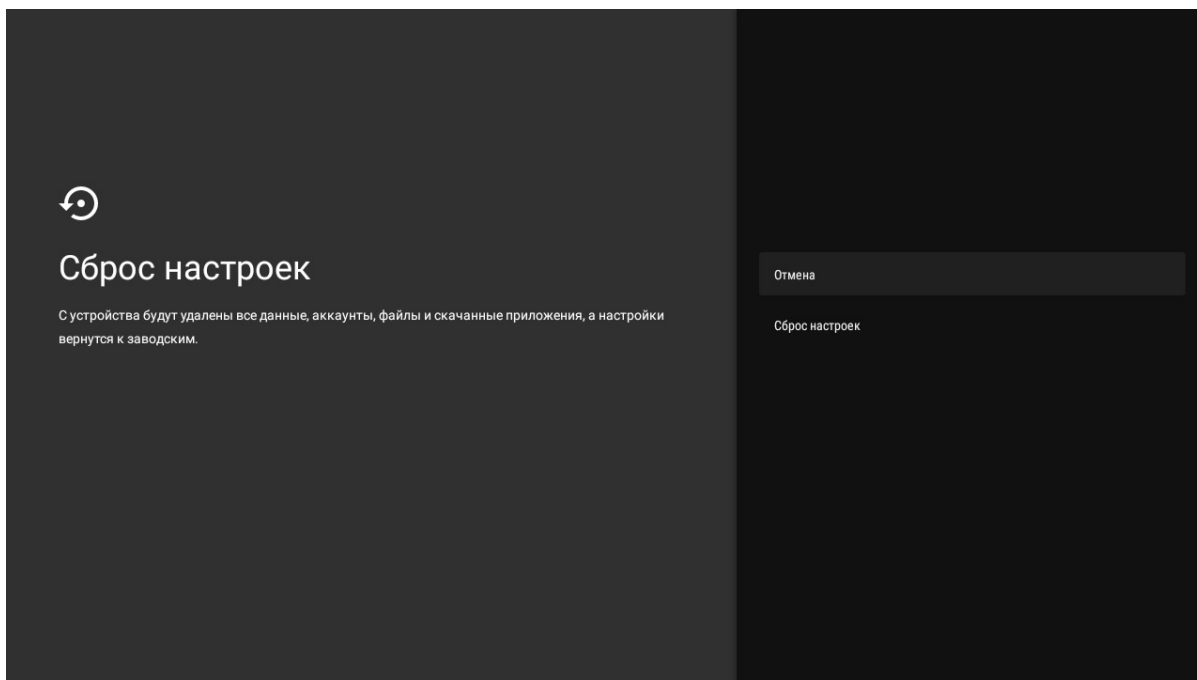 Сброс настроек
С устройства будут удалены все данные, аккаунты, файлы и скачанные приложения, а настройки
вернутся к заводским.
Отмена
Сброс настроек